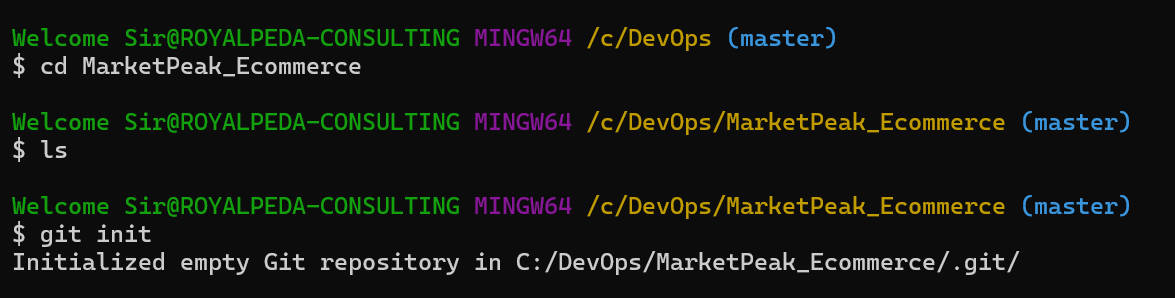 Welcome Sir@ROYALPEDA-CONSULTING MINGW64 /c/DevOps (master)
$ cd MarketPeak_Ecommerce
Welcome Sir@ROYALPEDA-CONSULTING MINGW64 /c/DevOps/MarketPeak_Ecommerce (master)
$ ls
Welcome Sir@ROYALPEDA-CONSULTING MINGW64 /c/DevOps/MarketPeak_Ecommerce (master)
$ git init
Initialized empty Git repository in C:/DevOps/MarketPeak_Ecommerce/.git/